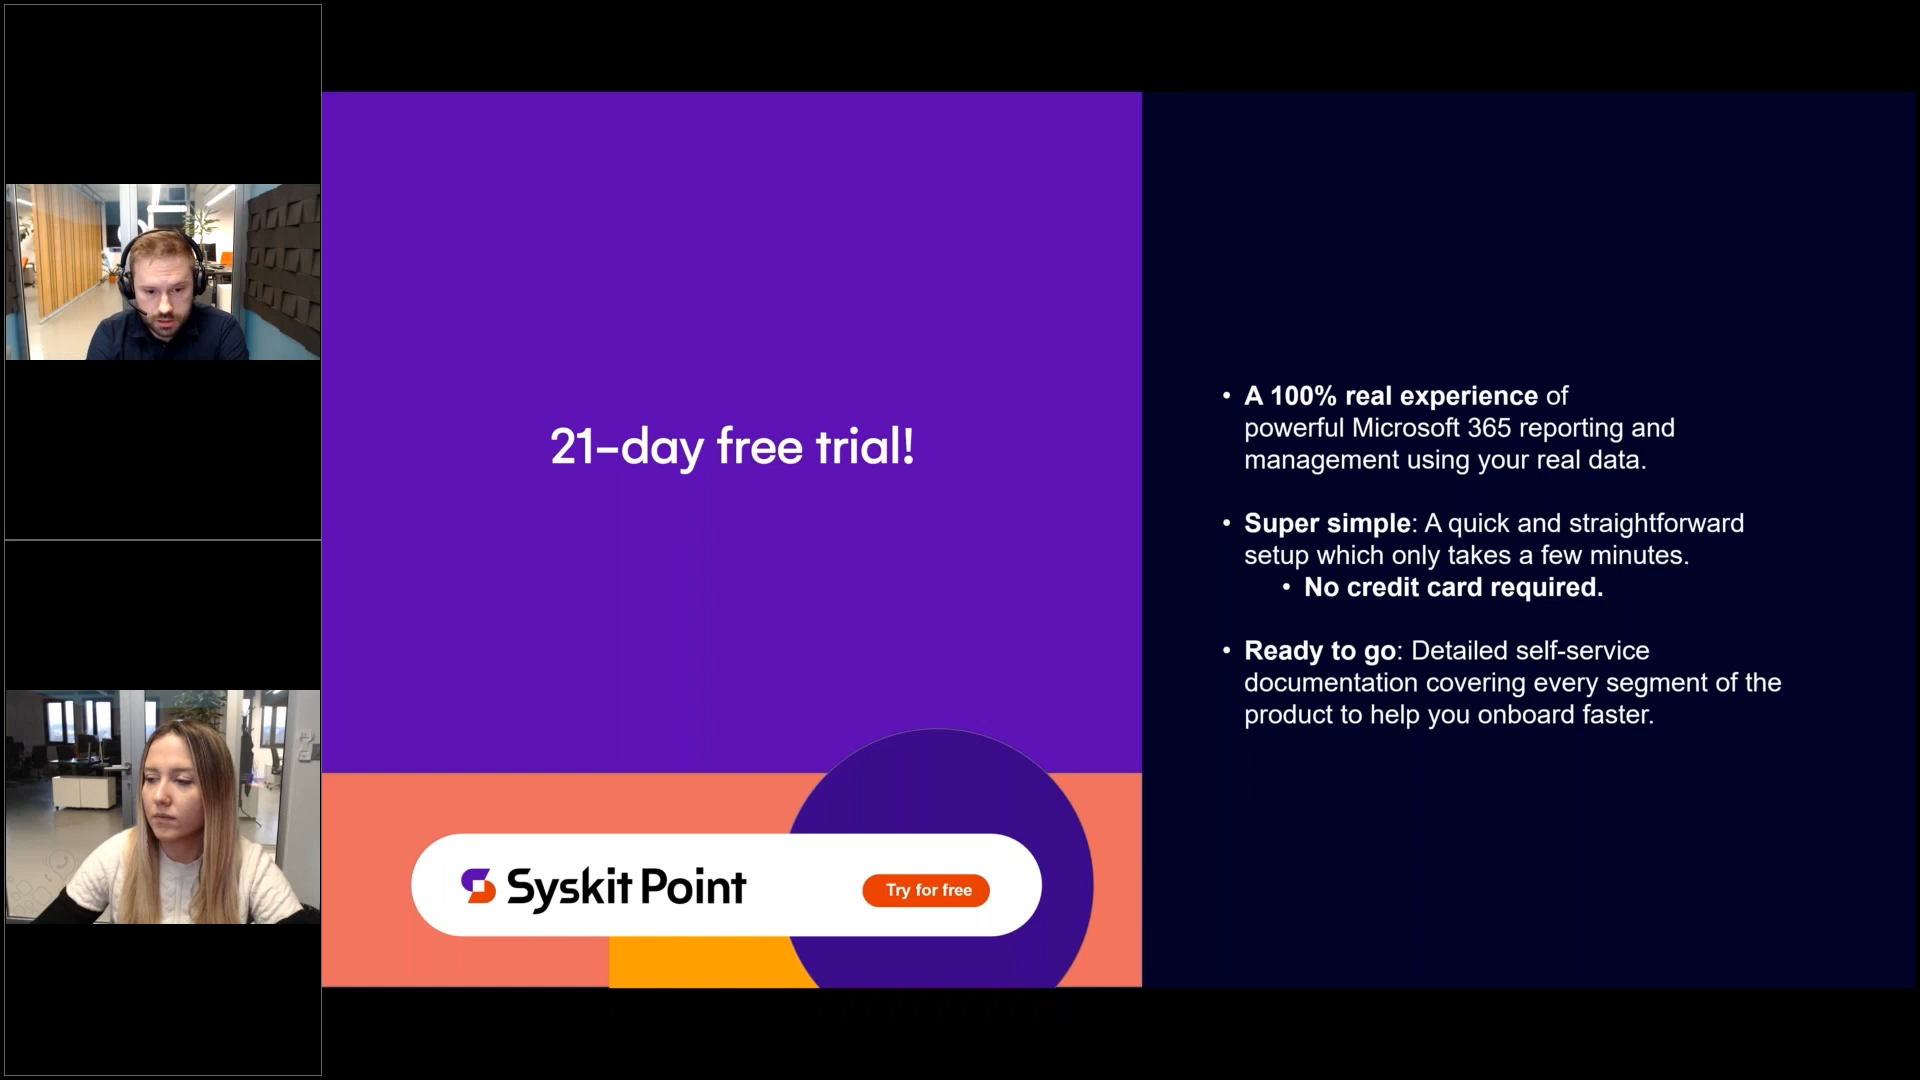 21-day free trial!
Syskit Point
Try for free
• A 100% real experience of
powerful Microsoft 365 reporting and
management using your real data.
• Super simple: A quick and straightforward
setup which only takes a few minutes.
• No credit card required.
• Ready to go: Detailed self-service
documentation covering every segment of the
product to help you onboard faster.